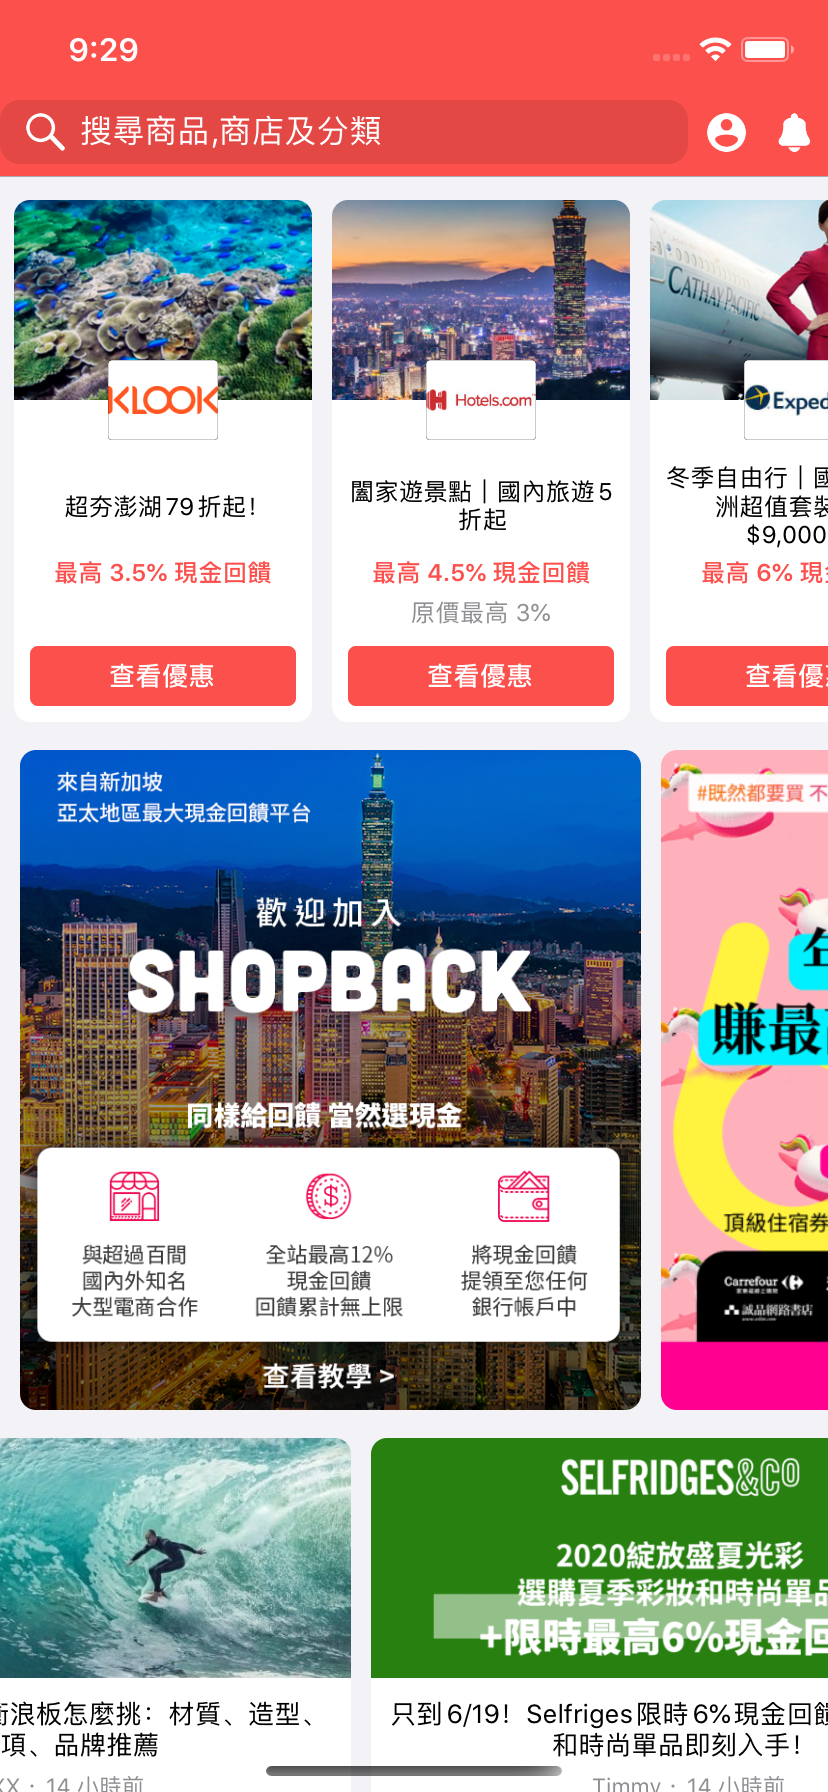 9:29
搜尋商品,商店及分類
CATHAY PACIFIC
KLOOK
超夯澎湖79折起!
最高 3.5% 現金回饋
查看優惠
Hotels.com
闔家遊景點｜國內旅遊5
折起
最高 4.5% 現金回饋
原價最高 3%
查看優惠
Exped
冬季自由行｜國
洲超值套裝
$9,000
最高 6% 現
查看優
來自新加坡
亞太地區最大現金回饋平台
歡迎加入
SHOPBACK
同樣給回饋 當然選現金
與超過百間
國內外知名
大型電商合作
全站最高12%
現金回饋
回饋累計無上限
將現金回饋
提領至您任何
銀行帳戶中
查看教學 >
#既然都要買 不
賺最
頂級住宿券
Carrefour
家樂福線上購物
誠品網路書店
SELFRIDGES&CO
2020綻放盛夏光彩
選購夏季彩妝和時尚單品
+限時最高6%現金回
衝浪板怎麼挑：材質、造型、
項、品牌推薦
XX · 14 小時前
只到6/19！Selfriges限時6%現金回饋
和時尚單品即刻入手！
Timmy · 14 小時前